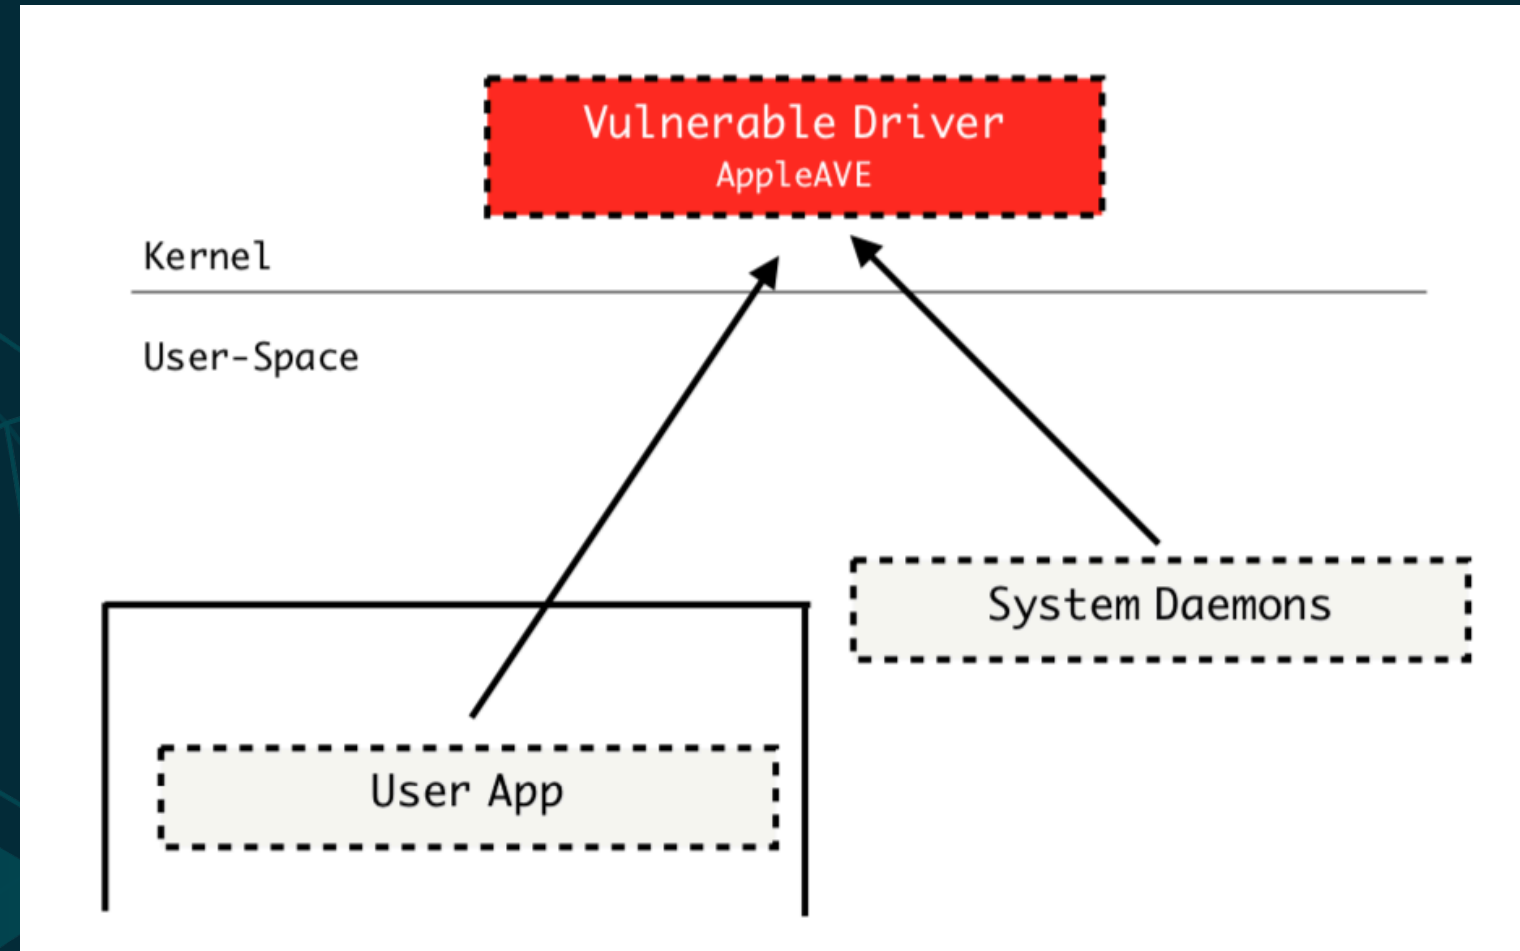 Vulnerable Driver
AppleAVE
Kernel
User-Space
System Daemons
User App